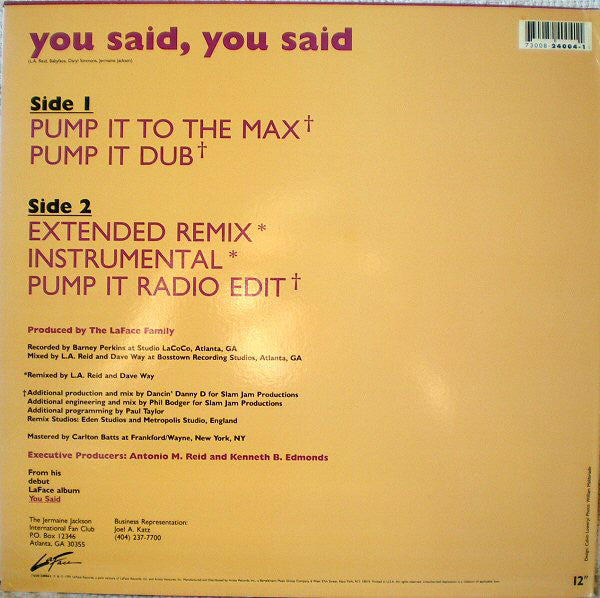 you said, you said
(L.A. Reid, Babyface, Daryl Simmons, Jermaine Jackson)
73008-24004-1
Side 1
PUMP IT TO THE MAX†
PUMP IT DUB†
Side 2
EXTENDED REMIX*
INSTRUMENTAL*
PUMP IT RADIO EDIT†
Produced by The LaFace Family
Recorded by Barney Perkins at Studio LaCoCo, Atlanta, GA
Mixed by L.A. Reid and Dave Way at Bosstown Recording Studios, Atlanta, GA
*Remixed by L.A. Reid and Dave Way
†Additional production and mix by Dancin' Danny D for Slam Jam Productions
Additional engineering and mix by Phil Bodger for Slam Jam Productions
Additional programming by Paul Taylor
Remix Studios: Eden Studios and Metropolis Studio, England
Mastered by Carlton Batts at Frankford/Wayne, New York, NY
Executive Producers: Antonio M. Reid and Kenneth B. Edmonds
From his
debut
LaFace album
You Said
The Jermaine Jackson
International Fan Club
P.O. Box 12346
Atlanta, GA 30355
Business Representation:
Joel A. Katz
(404) 237-7700
LaFace
12"